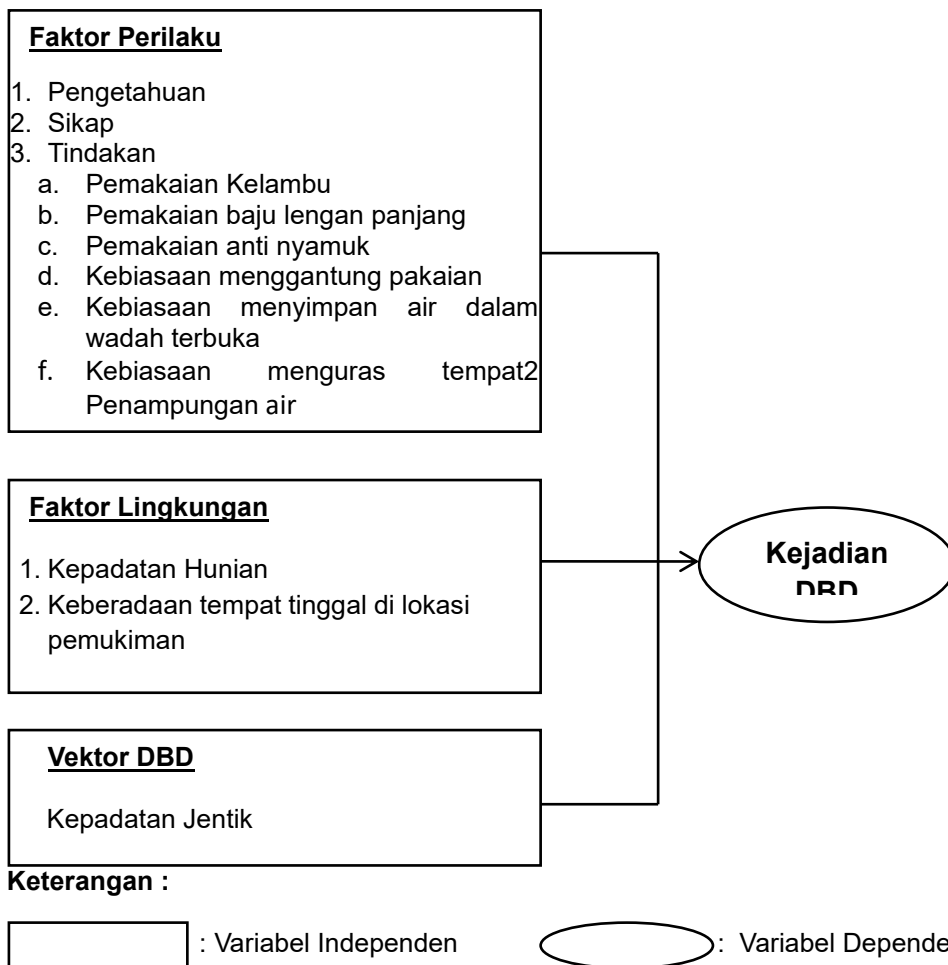 Faktor Perilaku
1. Pengetahuan
2. Sikap
3. Tindakan
a. Pemakaian Kelambu
b. Pemakaian baju lengan panjang
c. Pemakaian anti nyamuk
d. Kebiasaan menggantung pakaian
e. Kebiasaan menyimpan air dalam
wadah terbuka
f. Kebiasaan menguras tempat2
Penampungan air
Faktor Lingkungan
1. Kepadatan Hunian
2. Keberadaan tempat tinggal di lokasi
pemukiman
Kejadian
DBD
Vektor DBD
Kepadatan Jentik
Keterangan :
: Variabel Independen
: Variabel Depende